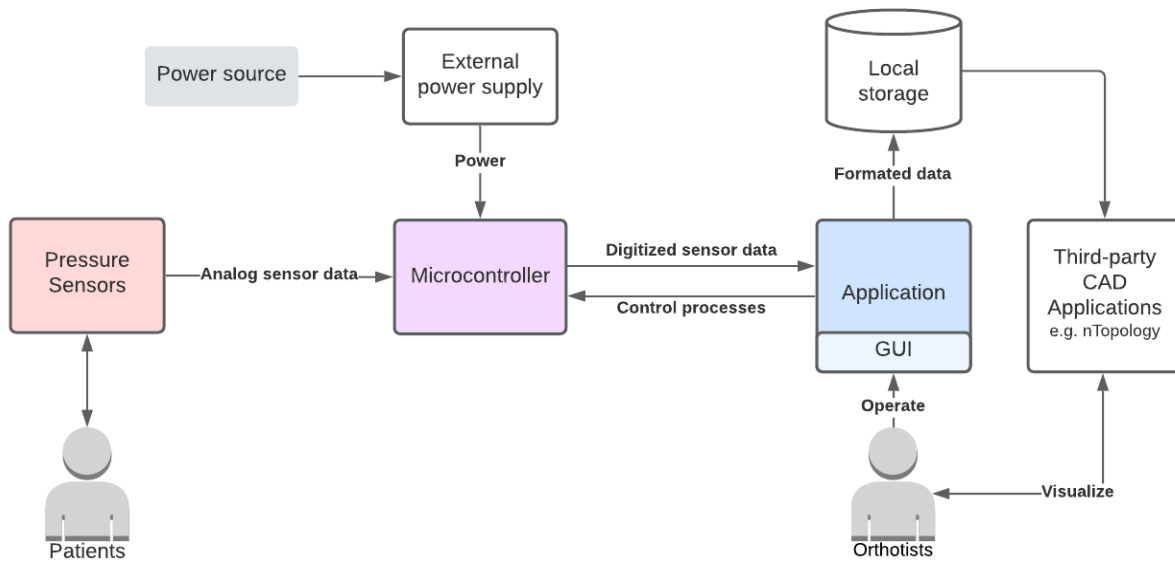 Power source
External
power supply
Local
storage
Power
Formated data
Pressure
Sensors
Analog sensor data
Microcontroller
Digitized sensor data
Control processes
Application
GUI
Third-party
CAD
Applications
e.g. nTopology
Operate
Visualize
Patients
Orthotists